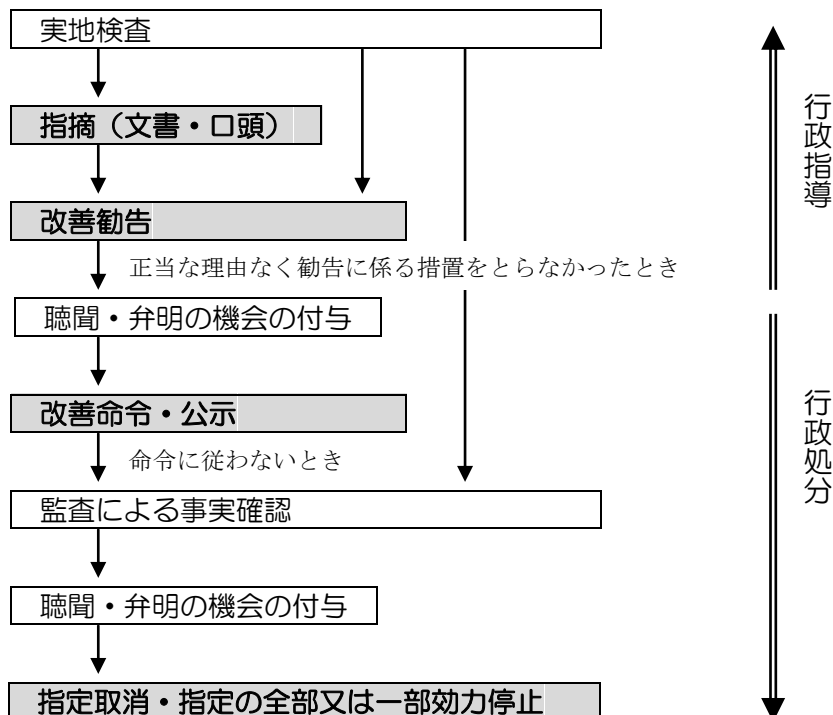 実地検査
指摘（文書・口頭）
改善勧告
正当な理由なく勧告に係る措置をとらなかったとき
聴聞・弁明の機会の付与
改善命令・公示
命令に従わないとき
監査による事実確認
聴聞・弁明の機会の付与
指定取消・指定の全部又は一部効力停止
行政指導
行政処分